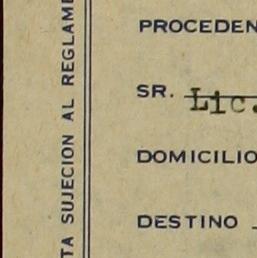 PROCEDEN
SR. Lic.
DOMICILIO
DESTINO
TA SUJECION AL REGLAME